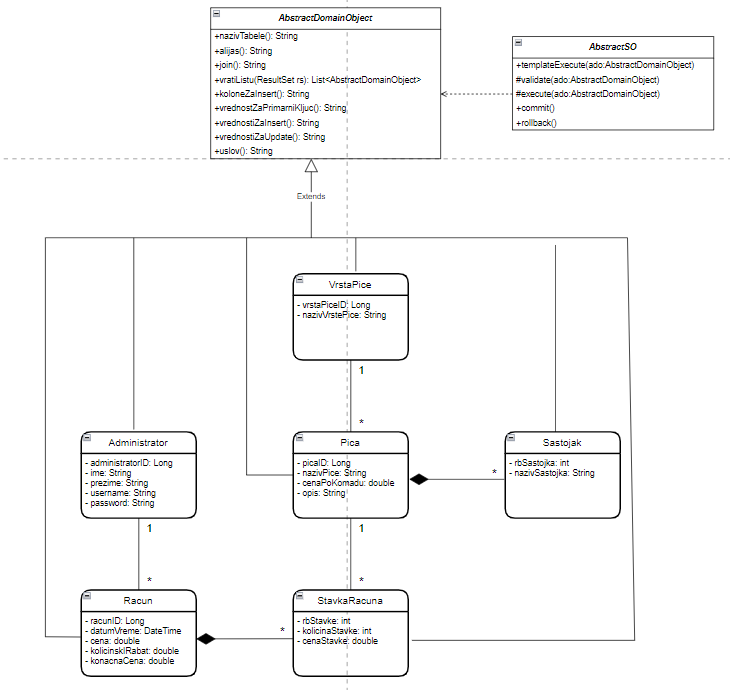 AbstractDomainObject
+nazivTabele(): String
+alijas(): String
+join(): String
+vratiListu(ResultSet rs): List<AbstractDomainObject>
+koloneZaInsert(): String
+vrednostZaPrimarniKljuc(): String
+vrednostiZaInsert(): String
+vrednostiZaUpdate(): String
+uslov(): String
AbstractSO
+templateExecute(ado:AbstractDomainObject)
#validate(ado:AbstractDomainObject)
#execute(ado:AbstractDomainObject)
+commit()
+rollback()
Extends
VrstaPice
- vrstaPiceID: Long
- nazivVrstePice: String
1
*
Administrator
- administratorID: Long
- ime: String
- prezime: String
- username: String
- password: String
Pica
- picaID: Long
- nazivPice: String
- cenaPoKomadu: double
- opis: String
*
Sastojak
- rbSastojka: int
- nazivSastojka: String
1
*
1
*
Racun
- racunID: Long
- datumVreme: DateTime
- cena: double
- kolicinskiRabat: double
- konacnaCena: double
*
StavkaRacuna
- rbStavke: int
- kolicinaStavke: int
- cenaStavke: double